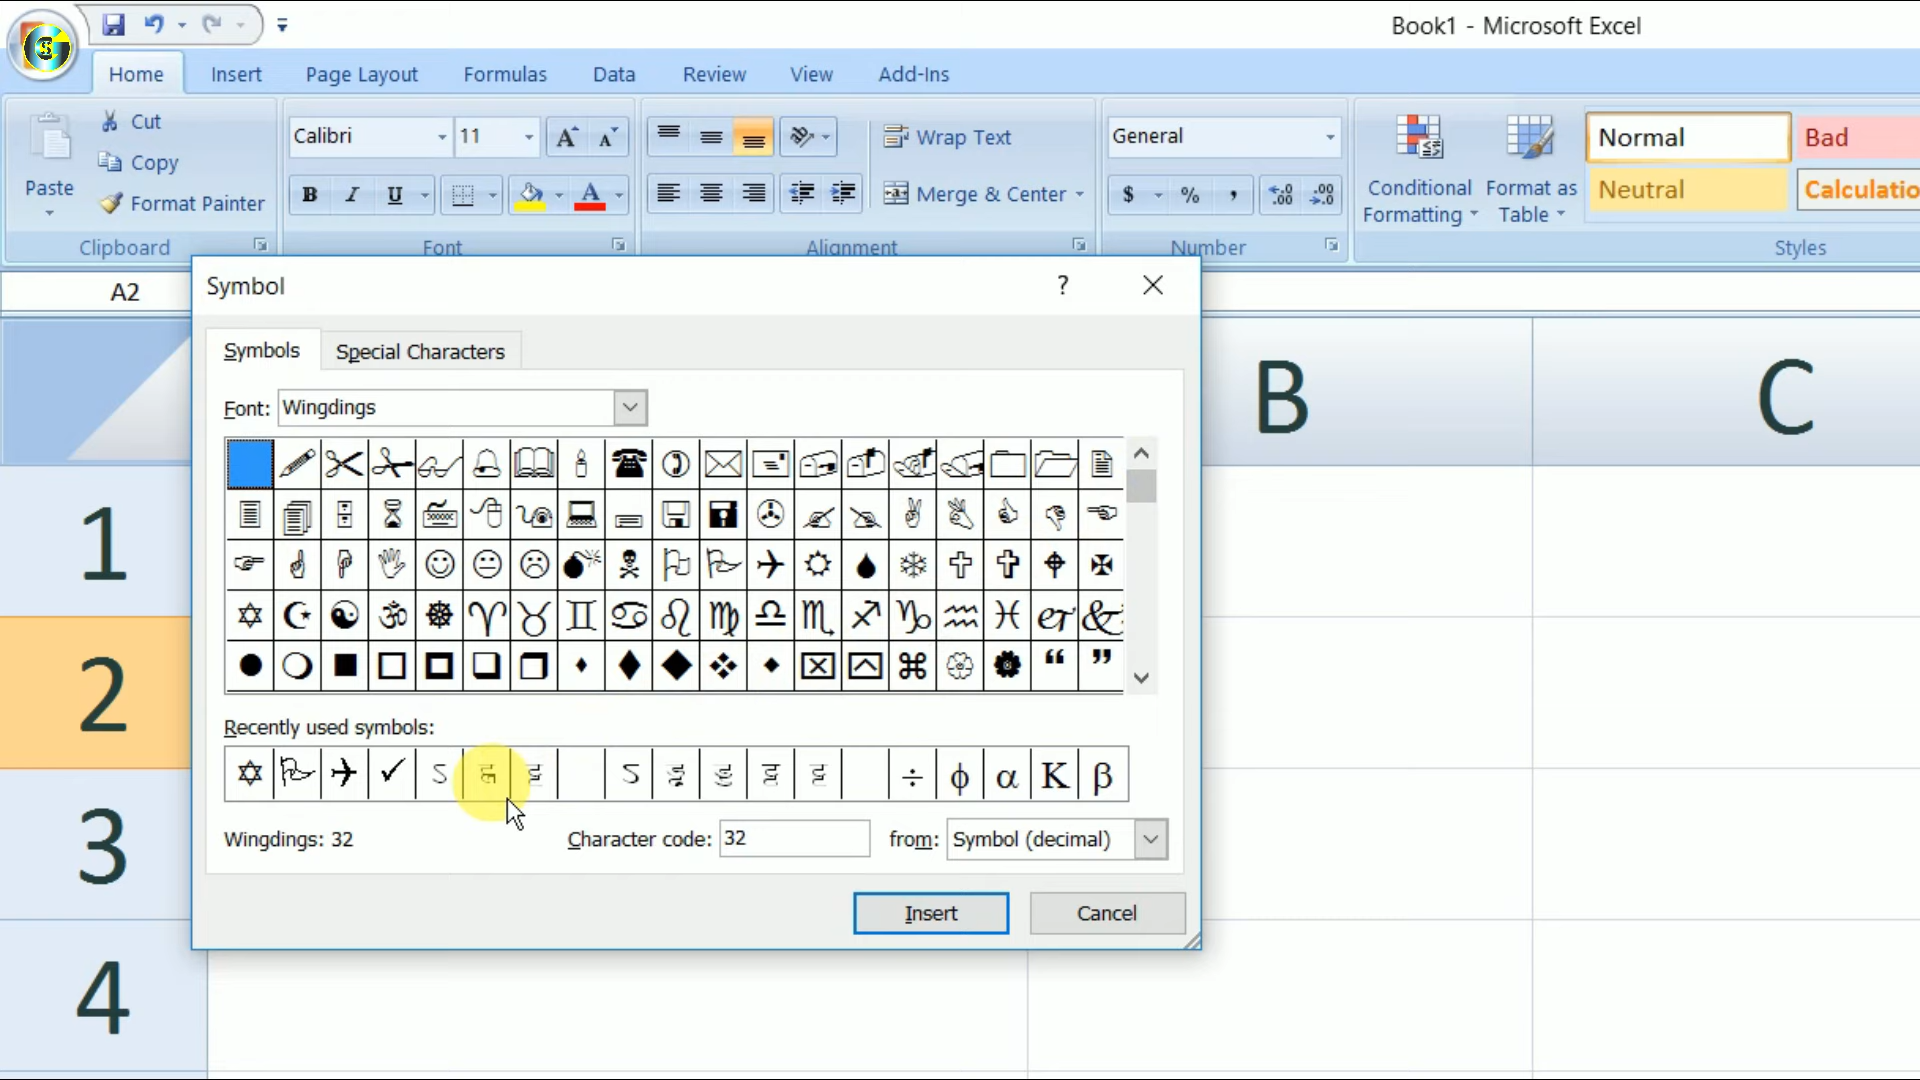 Book1 - Microsoft Excel
Home Insert Page Layout Formulas Data Review View Add-Ins
Cut
Copy
Format Painter
Paste
Clipboard
Calibri 11
B I U
Font
Wrap Text
Merge & Center
Alignment
General
$ % ,
Number
Conditional Formatting
Format as Table
Normal Bad
Neutral Calculatio
Styles
A2
Symbol ?
Symbols Special Characters
Font: Wingdings
Recently used symbols:
÷ ϕ α K β
Wingdings: 32 Character code: 32 from: Symbol (decimal)
Insert Cancel
B C
1
2
3
4